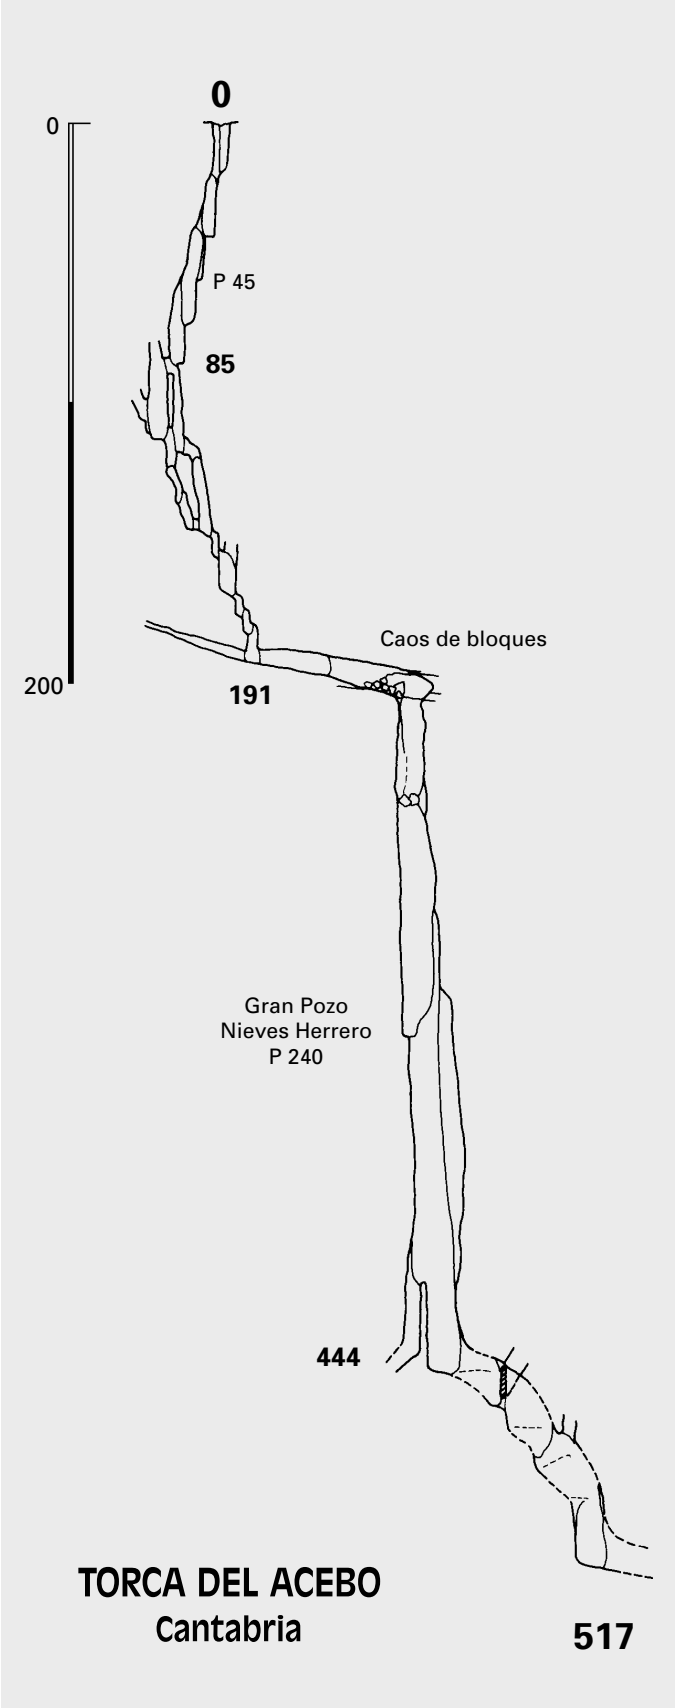 0
0
P 45
85
Caos de bloques
200
191
Gran Pozo
Nieves Herrero
P 240
444
TORCA DEL ACEBO
Cantabria
517